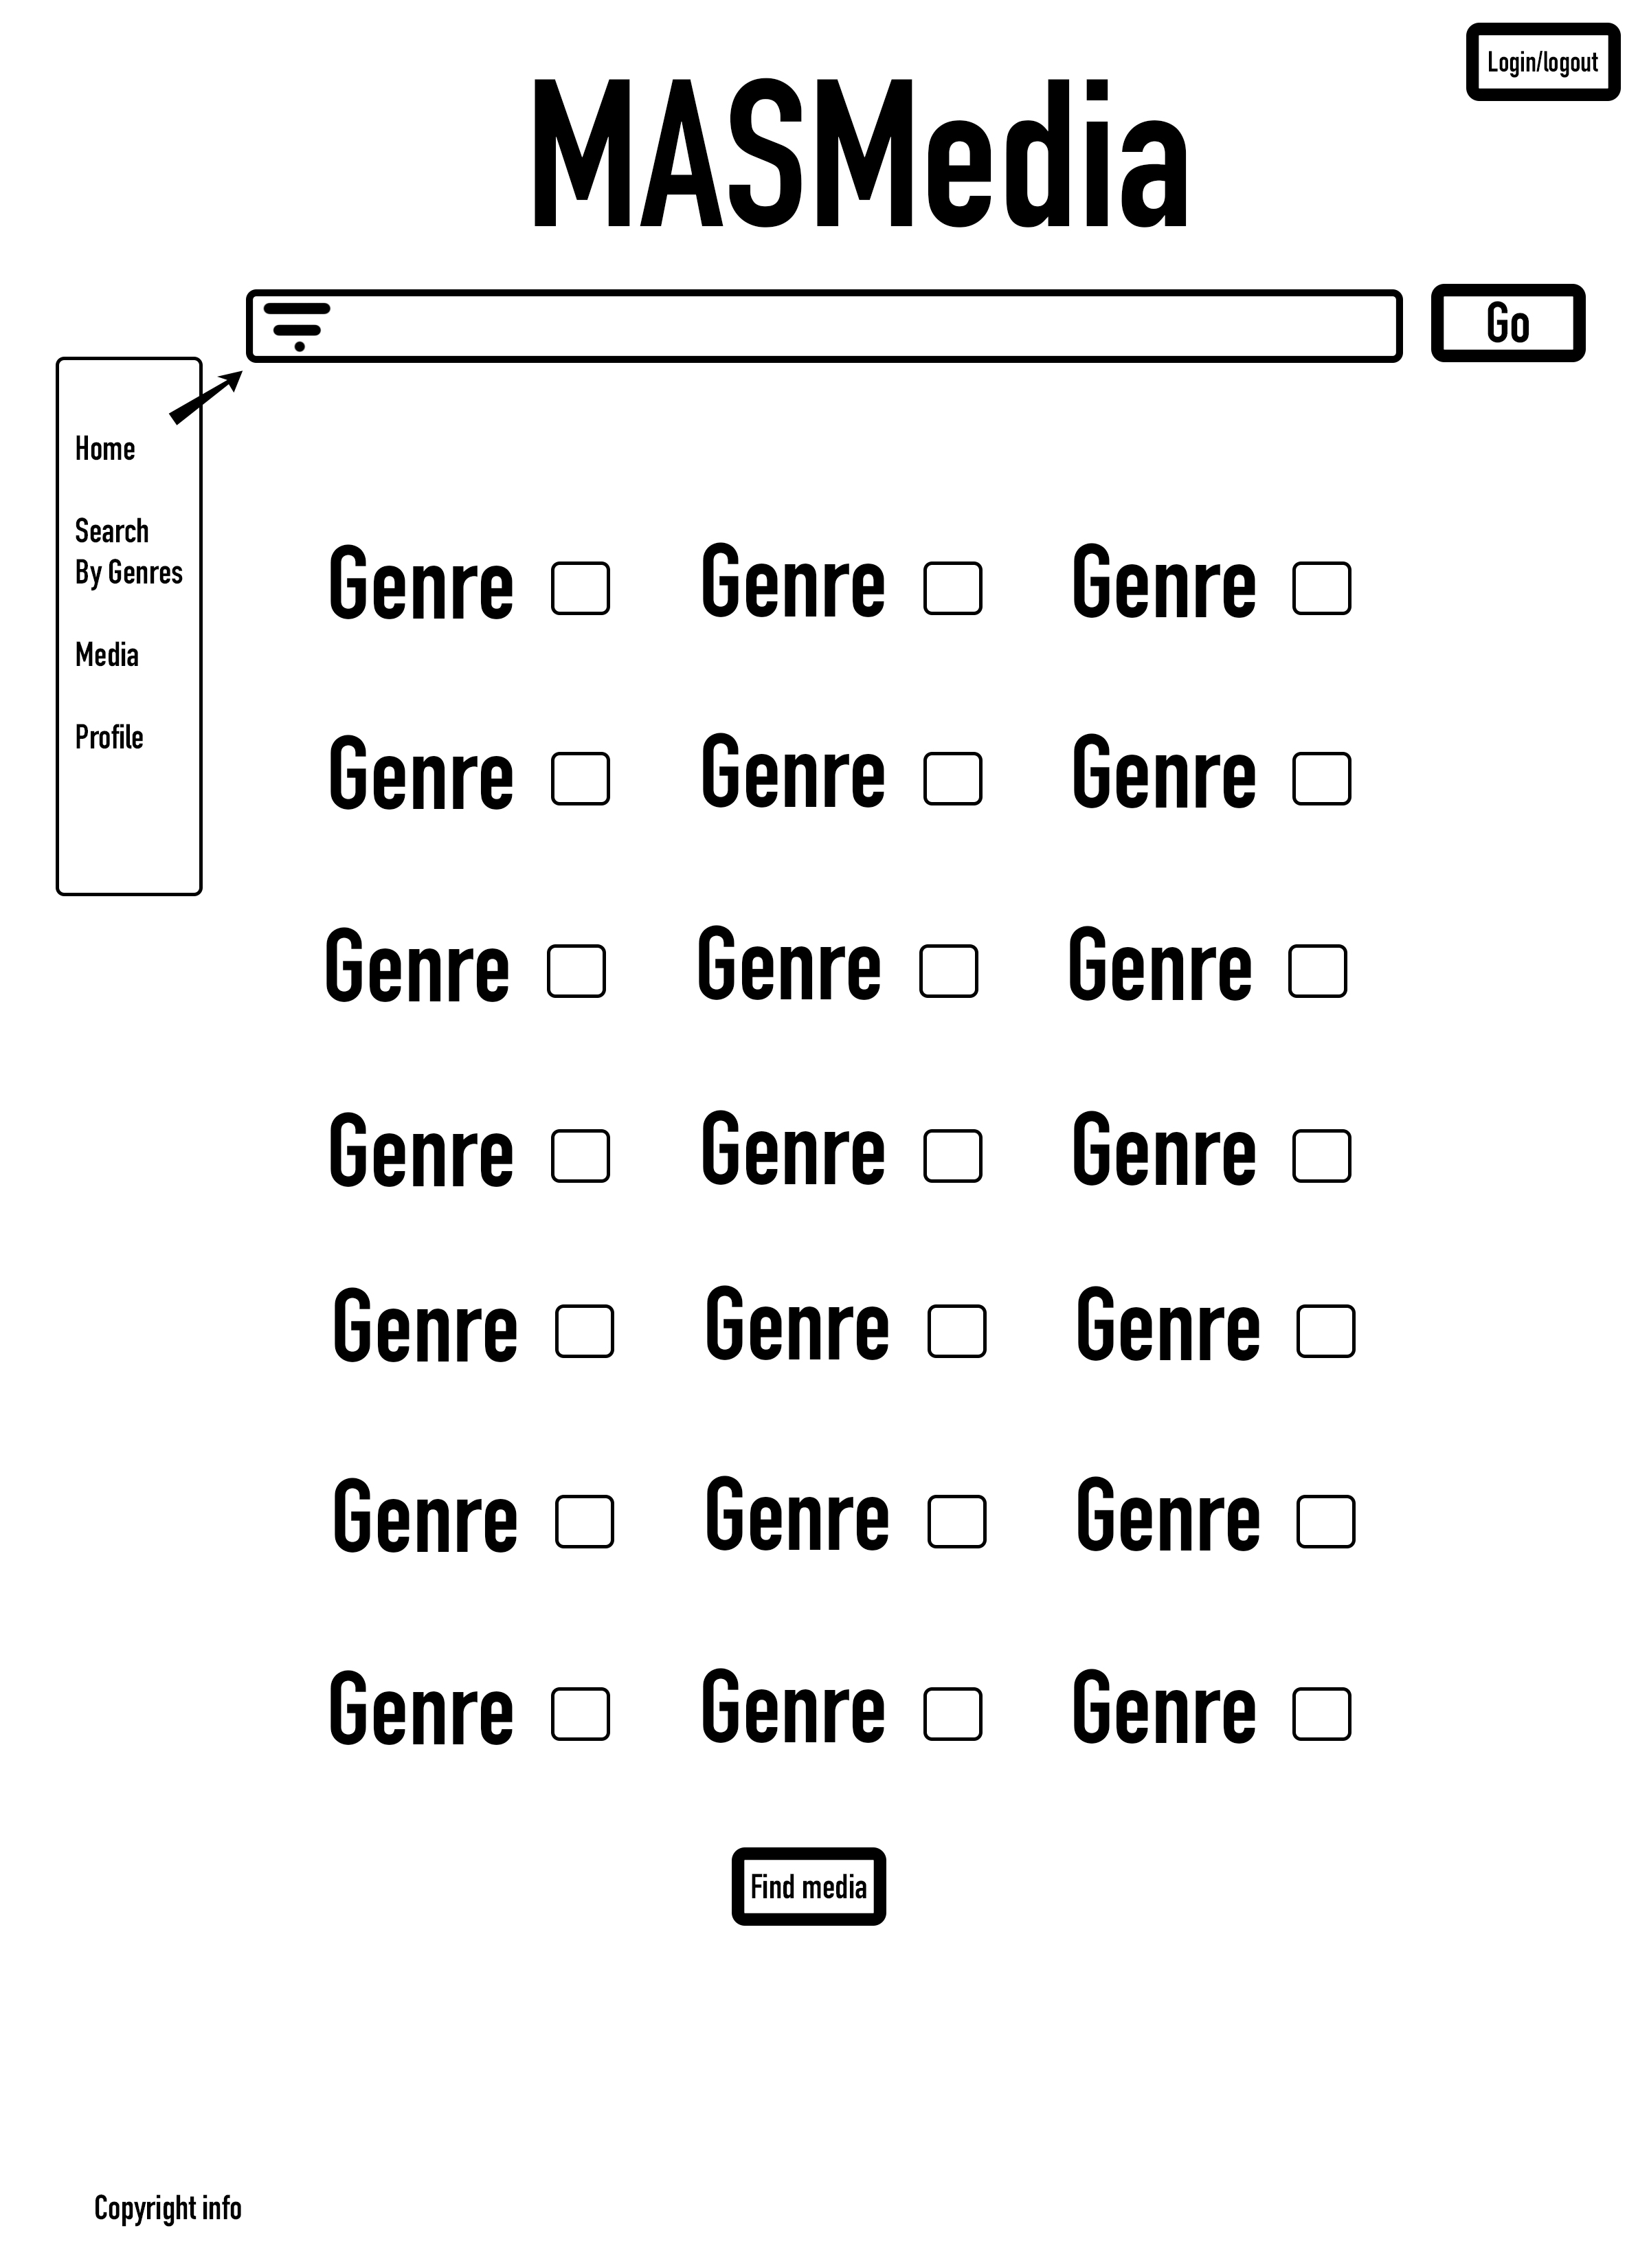 Login/logout
MASMedia
Go
Home
Search
By Genres
Media
Profile
Genre Genre Genre
Genre Genre Genre
Genre Genre Genre
Genre Genre Genre
Genre Genre Genre
Genre Genre Genre
Genre Genre Genre
Find media
Copyright info